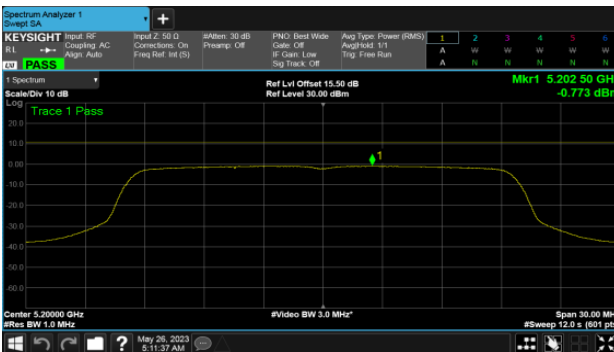 Spectrum Analyzer 1
Swept SA
KEYSIGHT Input: RF Input Z: 50 Ω #Atten: 30 dB PNO: Best Wide Avg Type: Power (RMS) 1 2 3 4 5 6
RL Coupling: AC Corrections: On Preamp: Off Gate: Off Avg|Hold: 1/1 A W W W W W
Align: Auto Freq Ref: Int (S) IF Gain: Low Trig: Free Run
LXI PASS Sig Track: Off A N N N N N
1 Spectrum Ref Lvl Offset 15.50 dB Mkr1 5.202 50 GH
Scale/Div 10 dB Ref Level 30.00 dBm -0.773 dBr
Log Trace 1 Pass
20.0
10.0
1
0.00
-10.0
-20.0
-30.0
-40.0
-50.0
-60.0
Center 5.20000 GHz #Video BW 3.0 MHz* Span 30.00 MH
#Res BW 1.0 MHz #Sweep 12.0 s (601 pts
? May 26, 2023
5:11:37 AM